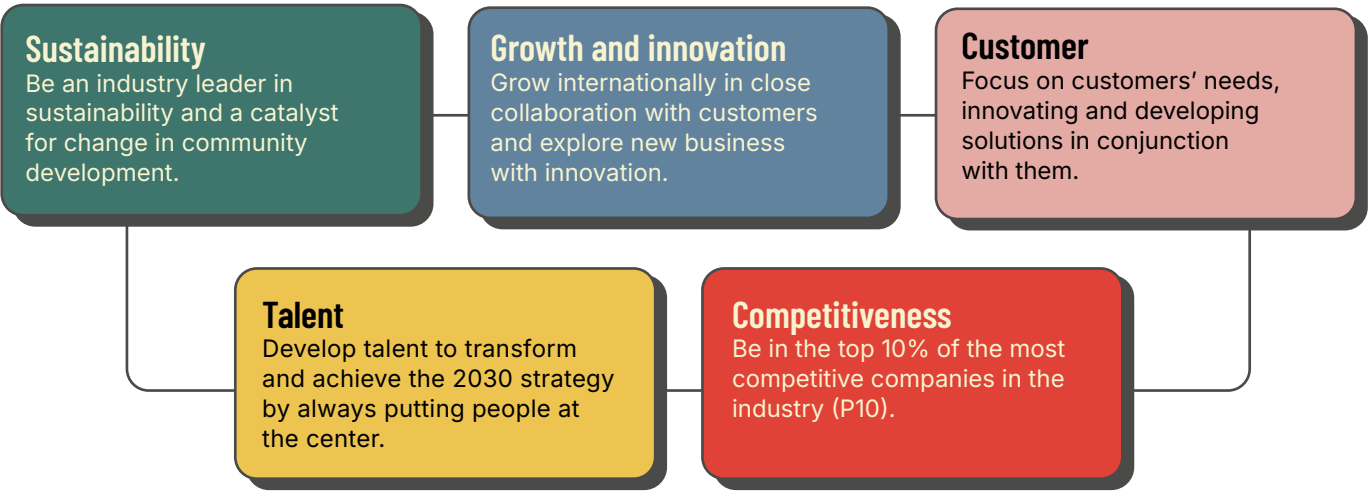 Sustainability
Be an industry leader in
sustainability and a catalyst
for change in community
development.
Growth and innovation
Grow internationally in close
collaboration with customers
and explore new business
with innovation.
Customer
Focus on customers’ needs,
innovating and developing
solutions in conjunction
with them.
Talent
Develop talent to transform
and achieve the 2030 strategy
by always putting people at
the center.
Competitiveness
Be in the top 10% of the most
competitive companies in the
industry (P10).